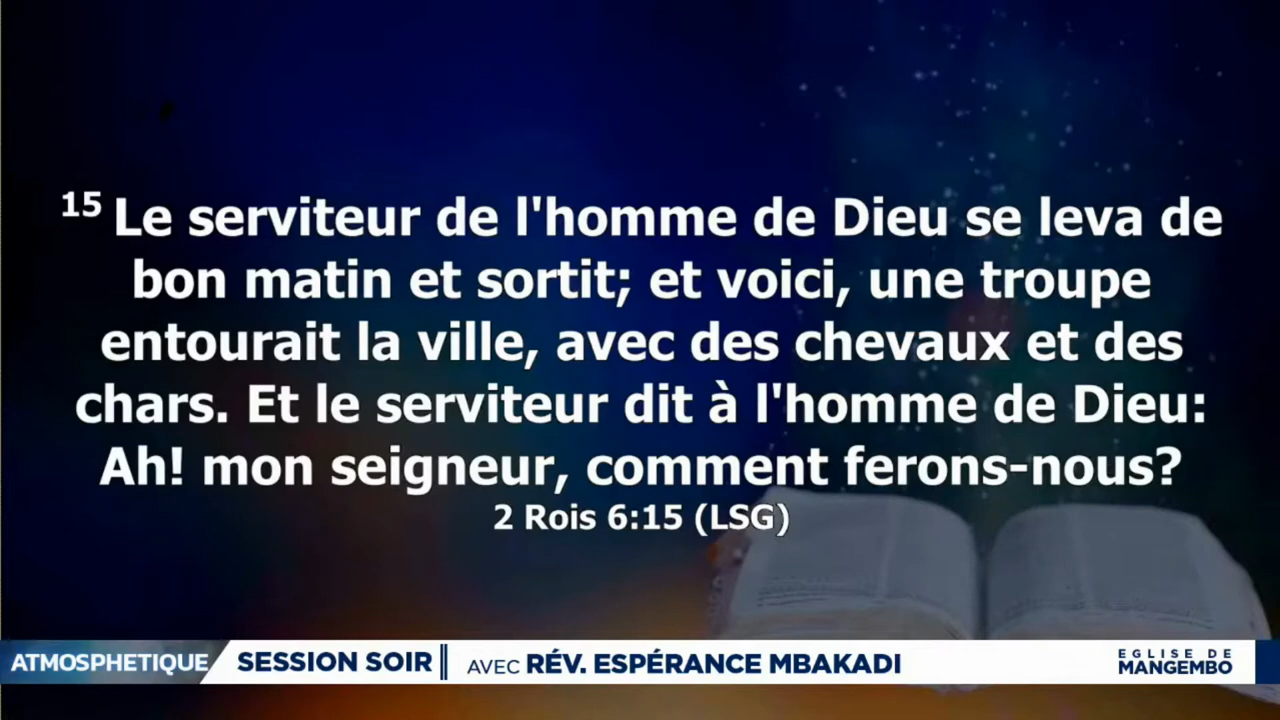 15 Le serviteur de l'homme de Dieu se leva de
bon matin et sortit; et voici, une troupe
entourait la ville, avec des chevaux et des
chars. Et le serviteur dit à l'homme de Dieu:
Ah! mon seigneur, comment ferons-nous?
2 Rois 6:15 (LSG)
ATMOSPHETIQUE SESSION SOIR AVEC RÉV. ESPÉRANCE MBAKADI
EGLISE DE
MANGEMBO